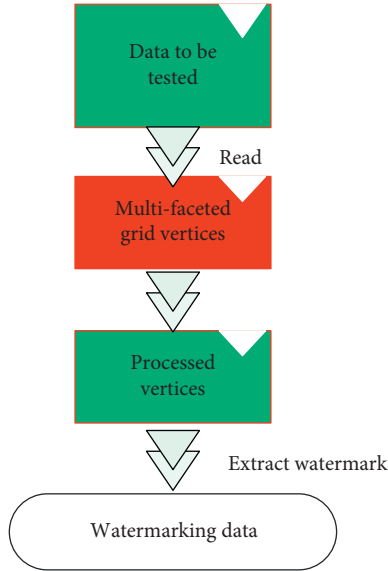 Data to be
tested
Read
Multi-faceted
grid vertices
Processed
vertices
Extract watermark
Watermarking data